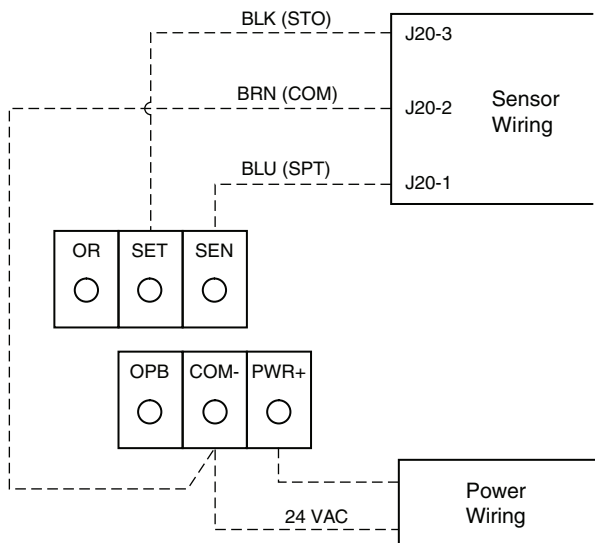 BLK (STO)
J20-3
BRN (COM)
J20-2
Sensor
Wiring
BLU (SPT)
J20-1
OR SET SEN
OPB COM- PWR+
24 VAC
Power
Wiring